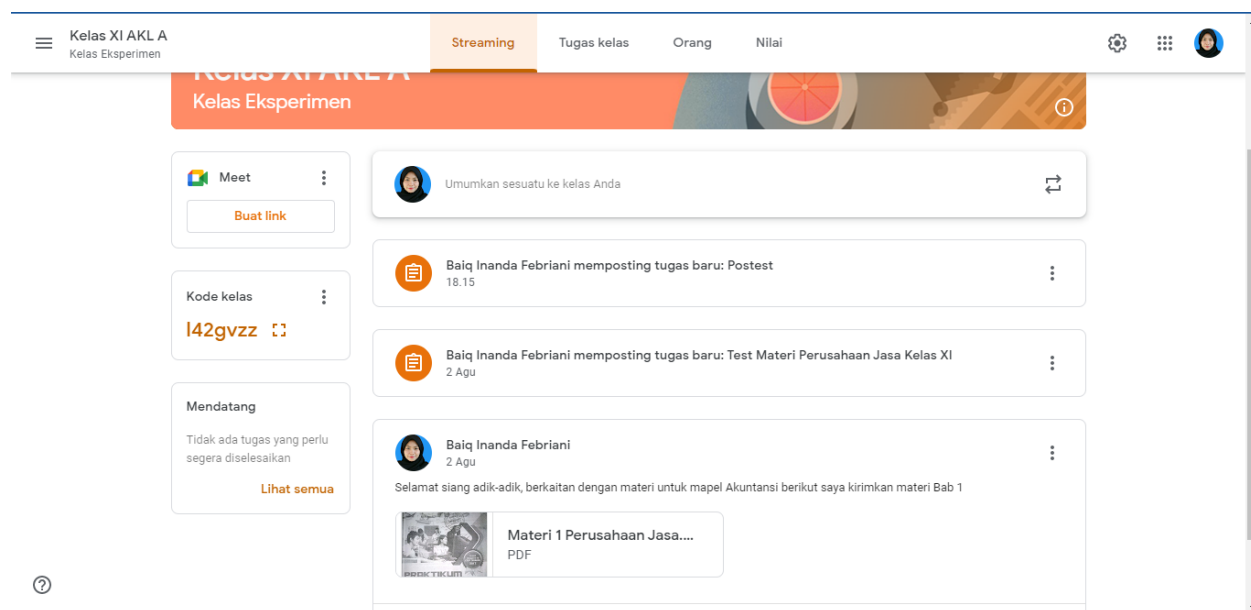 Kelas XI AKL A
Kelas Eksperimen
Streaming
Tugas kelas
Orang
Nilai
Kelas XI AKL A
Kelas Eksperimen
Meet
Buat link
Umumkan sesuatu ke kelas Anda
Baiq Inanda Febriani memposting tugas baru: Postest
18.15
Kode kelas
l42gvzz
Baiq Inanda Febriani memposting tugas baru: Test Materi Perusahaan Jasa Kelas XI
2 Agu
Mendatang
Tidak ada tugas yang perlu
segera diselesaikan
Lihat semua
Baiq Inanda Febriani
2 Agu
Selamat siang adik-adik, berkaitan dengan materi untuk mapel Akuntansi berikut saya kirimkan materi Bab 1
Materi 1 Perusahaan Jasa....
PDF
PRAKTIKUM